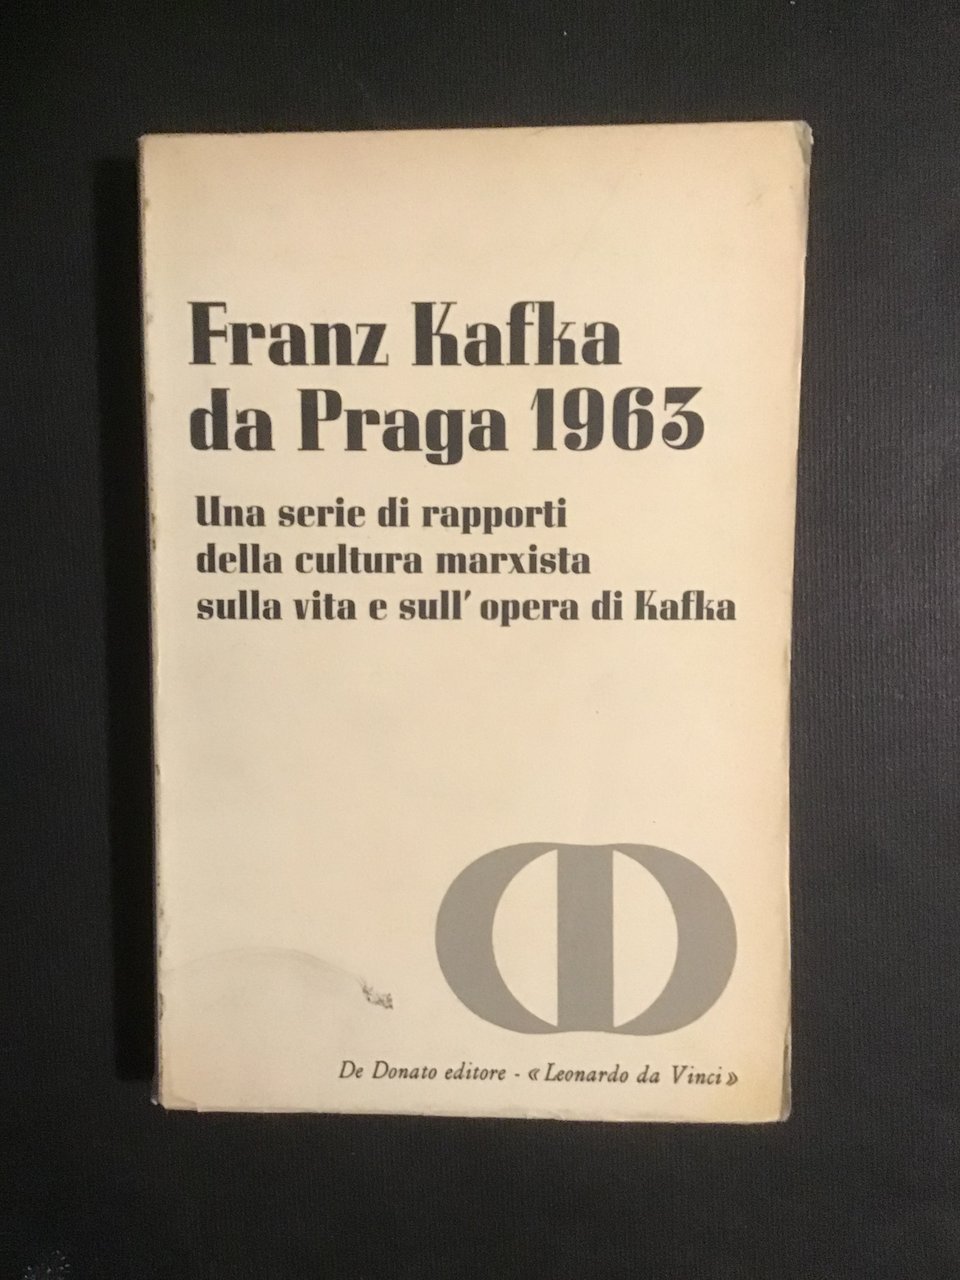 Franz Kafka
da Praga 1963
Una serie di rapporti
della cultura marxista
sulla vita e sull' opera di Kafka
De Donato editore - «Leonardo da Vinci»